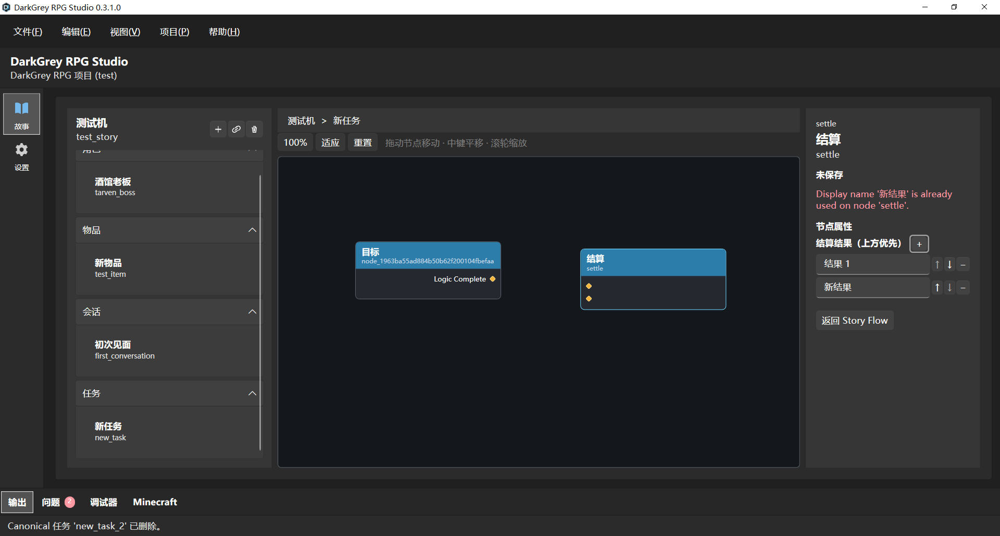 DarkGrey RPG Studio 0.3.1.0
文件(F)
编辑(E)
视图(V)
项目(P)
帮助(H)
DarkGrey RPG Studio
DarkGrey RPG 项目 (test)
故事
设置
测试机
test_story
酒馆老板
tarven_boss
物品
新物品
test_item
会话
初次见面
first_conversation
任务
新任务
new_task
测试机 > 新任务
100%
适应
重置
拖动节点移动 · 中键平移 · 滚轮缩放
目标
node_1963ba55ad884b50b62f200104fbefaa
Logic Complete
结算
settle
settle
结算
settle
未保存
Display name '新结果' is already
used on node 'settle'.
节点属性
结算结果（上方优先） +
结果 1 ↑ ↓ −
新结果 ↑ ↓ −
返回 Story Flow
输出
问题 2
调试器
Minecraft
Canonical 任务 'new_task_2' 已删除。